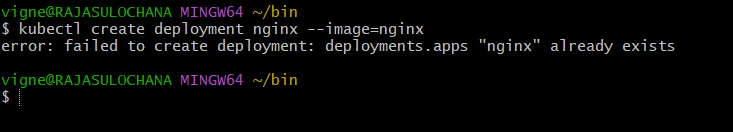 vigne@RAJASULOCHANA MINGW64 ~/bin
$ kubectl create deployment nginx --image=nginx
error: failed to create deployment: deployments.apps "nginx" already exists
vigne@RAJASULOCHANA MINGW64 ~/bin
$